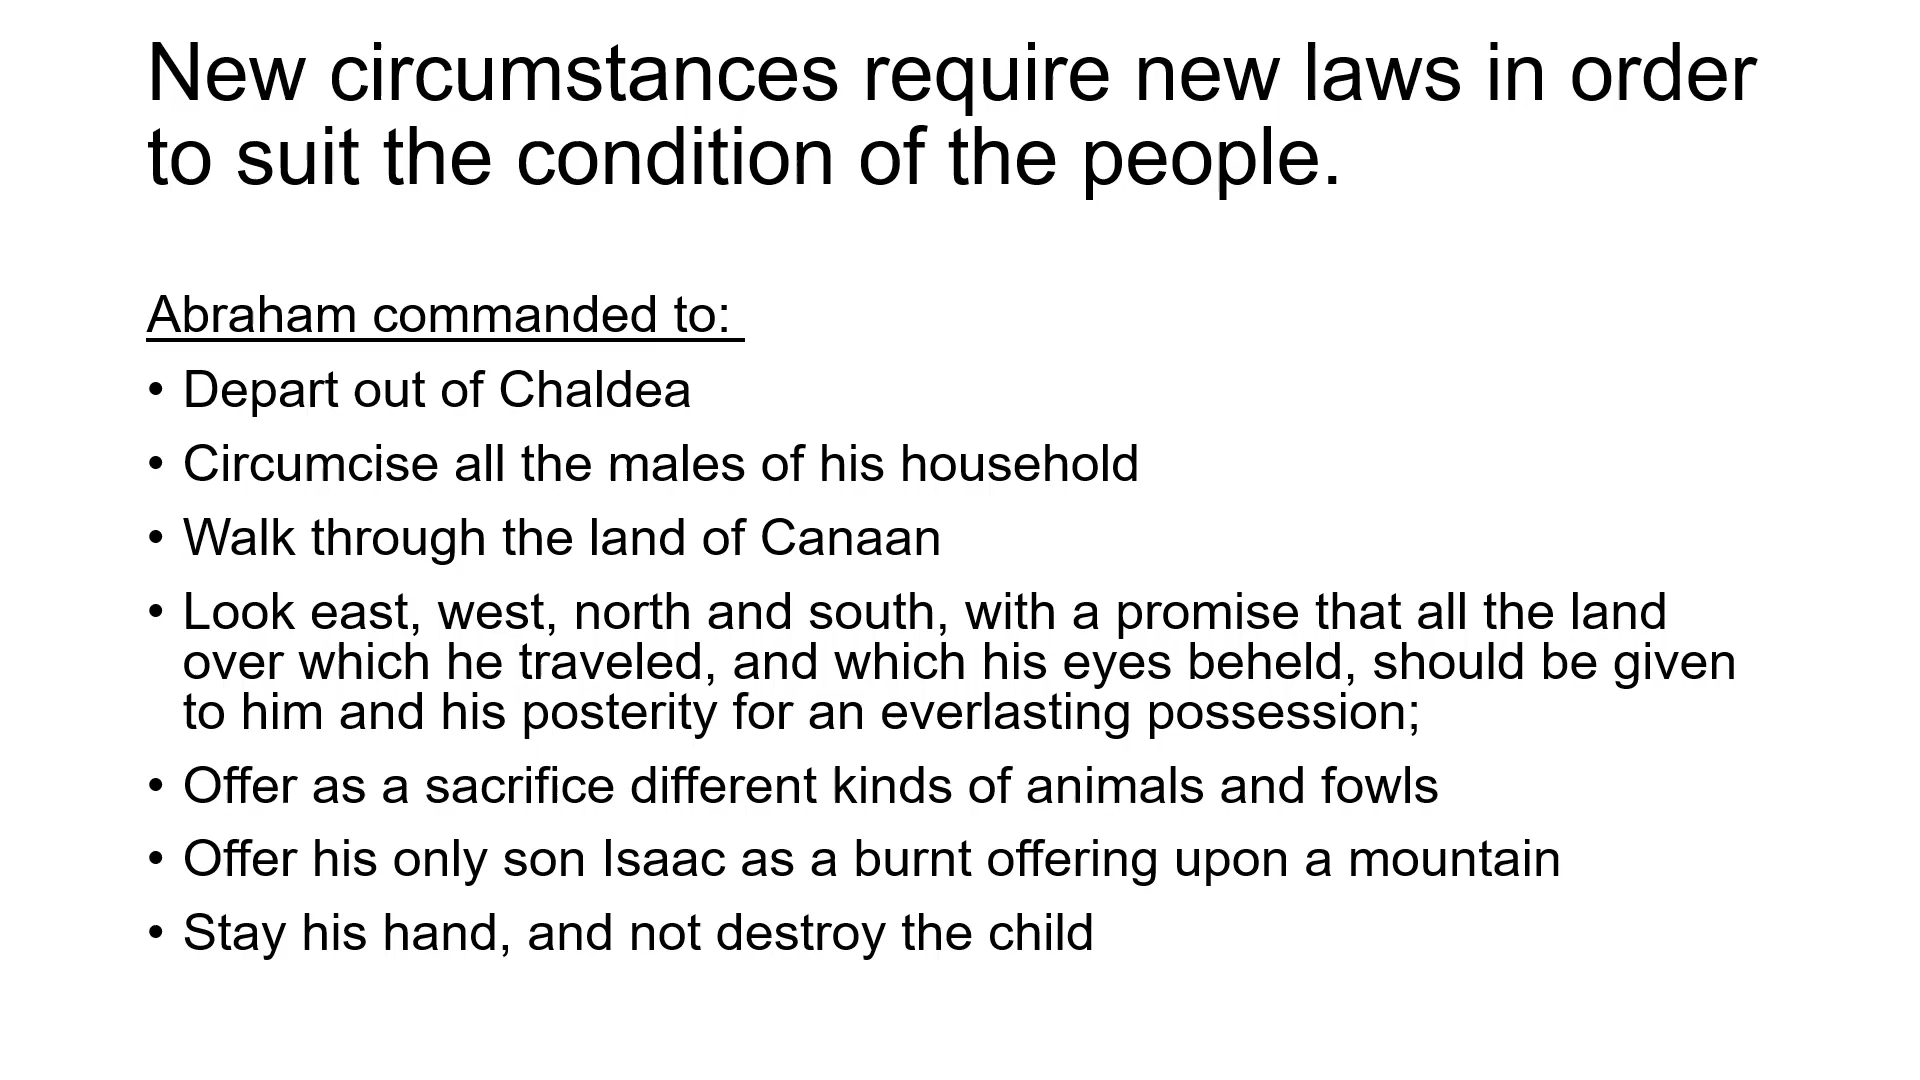 New circumstances require new laws in order
to suit the condition of the people.
Abraham commanded to:
• Depart out of Chaldea
• Circumcise all the males of his household
• Walk through the land of Canaan
• Look east, west, north and south, with a promise that all the land
over which he traveled, and which his eyes beheld, should be given
to him and his posterity for an everlasting possession;
• Offer as a sacrifice different kinds of animals and fowls
• Offer his only son Isaac as a burnt offering upon a mountain
• Stay his hand, and not destroy the child